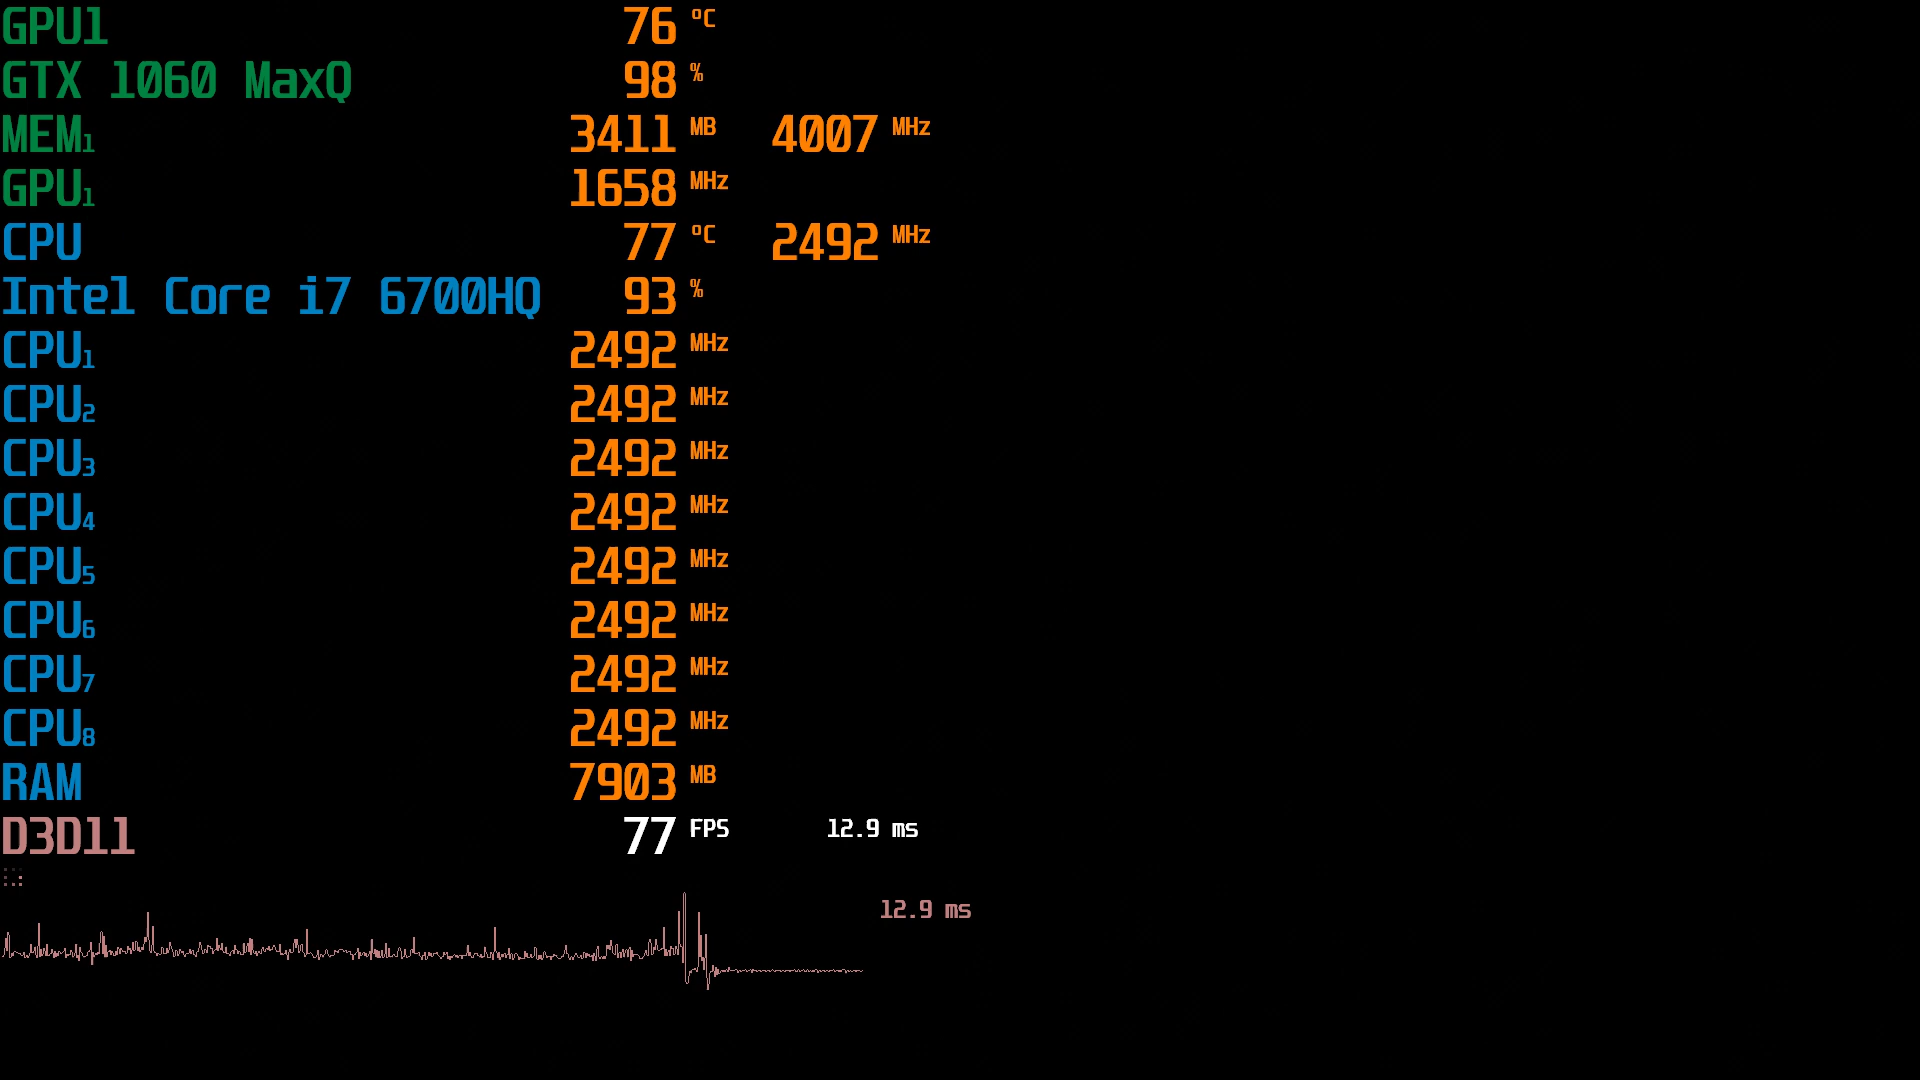 GPU1 76 °C
GTX 1060 MaxQ 98 %
MEM1 3411 MB 4007 MHz
GPU1 1658 MHz
CPU 77 °C 2492 MHz
Intel Core i7 6700HQ 93 %
CPU1 2492 MHz
CPU2 2492 MHz
CPU3 2492 MHz
CPU4 2492 MHz
CPU5 2492 MHz
CPU6 2492 MHz
CPU7 2492 MHz
CPU8 2492 MHz
RAM 7903 MB
D3D11 77 FPS 12.9 ms
12.9 ms